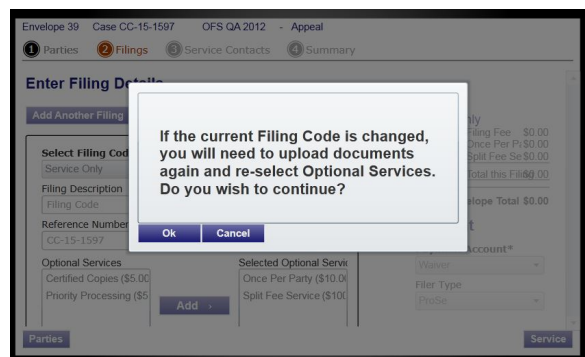 Envelope 39 Case CC-15-1597 OFS QA 2012 - Appeal
1 Parties 2 Filings 3 Service Contacts 4 Summary
Enter Filing Details
Add Another Filing
Select Filing Cod
Service Only
Filing Description
Filing Code
Reference Number
CC-15-1597
Optional Services
Certified Copies ($5.00
Priority Processing ($5
Add
Selected Optional Servic
Once Per Party ($10.00
Split Fee Service ($100
If the current Filing Code is changed,
you will need to upload documents
again and re-select Optional Services.
Do you wish to continue?
Ok Cancel
nly
Filing Fee $0.00
Once Per P $0.00
Split Fee Se $0.00
Total this Filing
elope Total $0.00
t
Account*
Waiver
Filer Type
ProSe
Parties Service